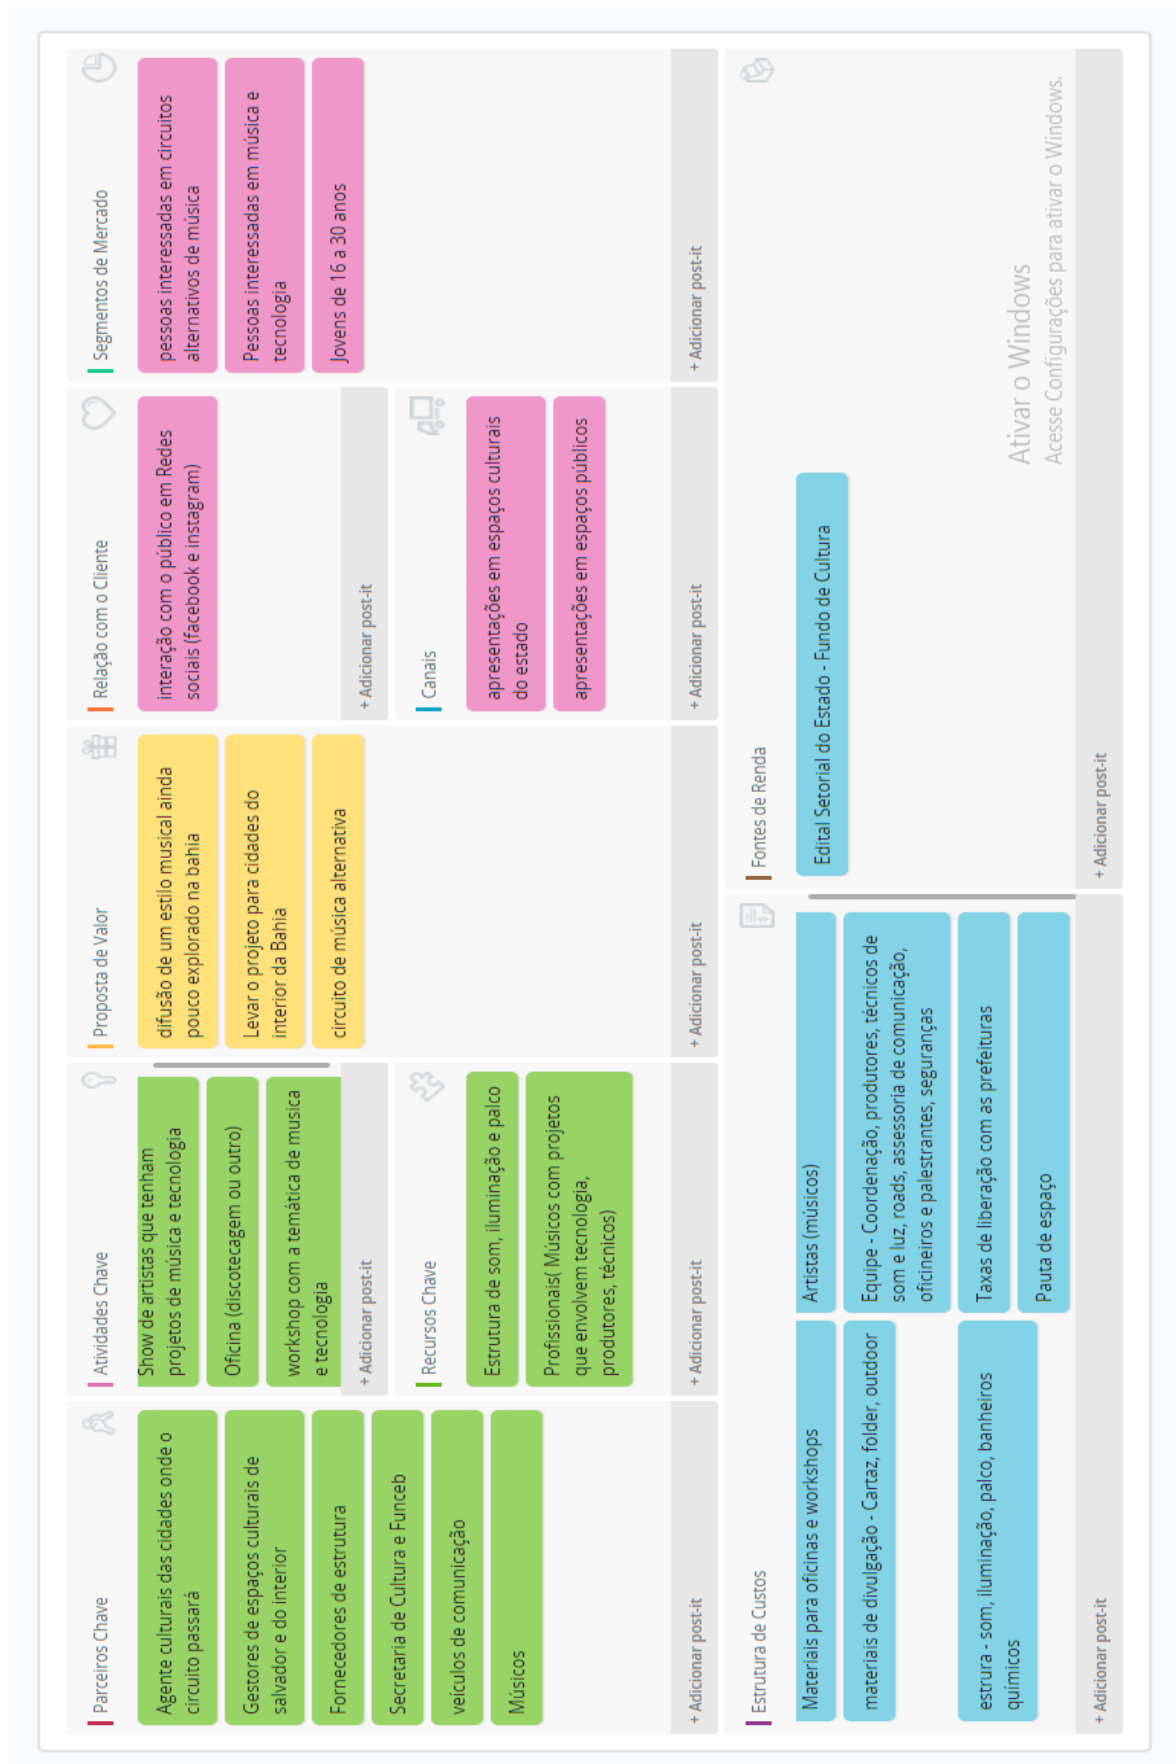 Parceiros Chave
Agente culturais das cidades onde o
circuito passará
Gestores de espaços culturais de
salvador e do interior
Fornecedores de estrutura
Secretaria de Cultura e Funceb
veículos de comunicação
Músicos
+ Adicionar post-it
Atividades Chave
Show de artistas que tenham
projetos de música e tecnologia
Oficina (discotecagem ou outro)
workshop com a temática de musica
e tecnologia
+ Adicionar post-it
Recursos Chave
Estrutura de som, iluminação e palco
Profissionais( Músicos com projetos
que envolvem tecnologia,
produtores, técnicos)
+ Adicionar post-it
Proposta de Valor
difusão de um estilo musical ainda
pouco explorado na bahia
Levar o projeto para cidades do
interior da Bahia
circuito de música alternativa
+ Adicionar post-it
Relação com o Cliente
interação com o público em Redes
sociais (facebook e instagram)
+ Adicionar post-it
Canais
apresentações em espaços culturais
do estado
apresentações em espaços públicos
+ Adicionar post-it
Segmentos de Mercado
pessoas interessadas em circuitos
alternativos de música
Pessoas interessadas em música e
tecnologia
Jovens de 16 a 30 anos
+ Adicionar post-it
Estrutura de Custos
Materiais para oficinas e workshops
materiais de divulgação - Cartaz, folder, outdoor
estrura - som, iluminação, palco, banheiros
químicos
Artistas (músicos)
Equipe - Coordenação, produtores, técnicos de
som e luz, roads, assessoria de comunicação,
oficineiros e palestrantes, seguranças
Taxas de liberação com as prefeituras
Pauta de espaço
+ Adicionar post-it
Fontes de Renda
Edital Setorial do Estado - Fundo de Cultura
+ Adicionar post-it
Ativar o Windows
Acesse Configurações para ativar o Windows.